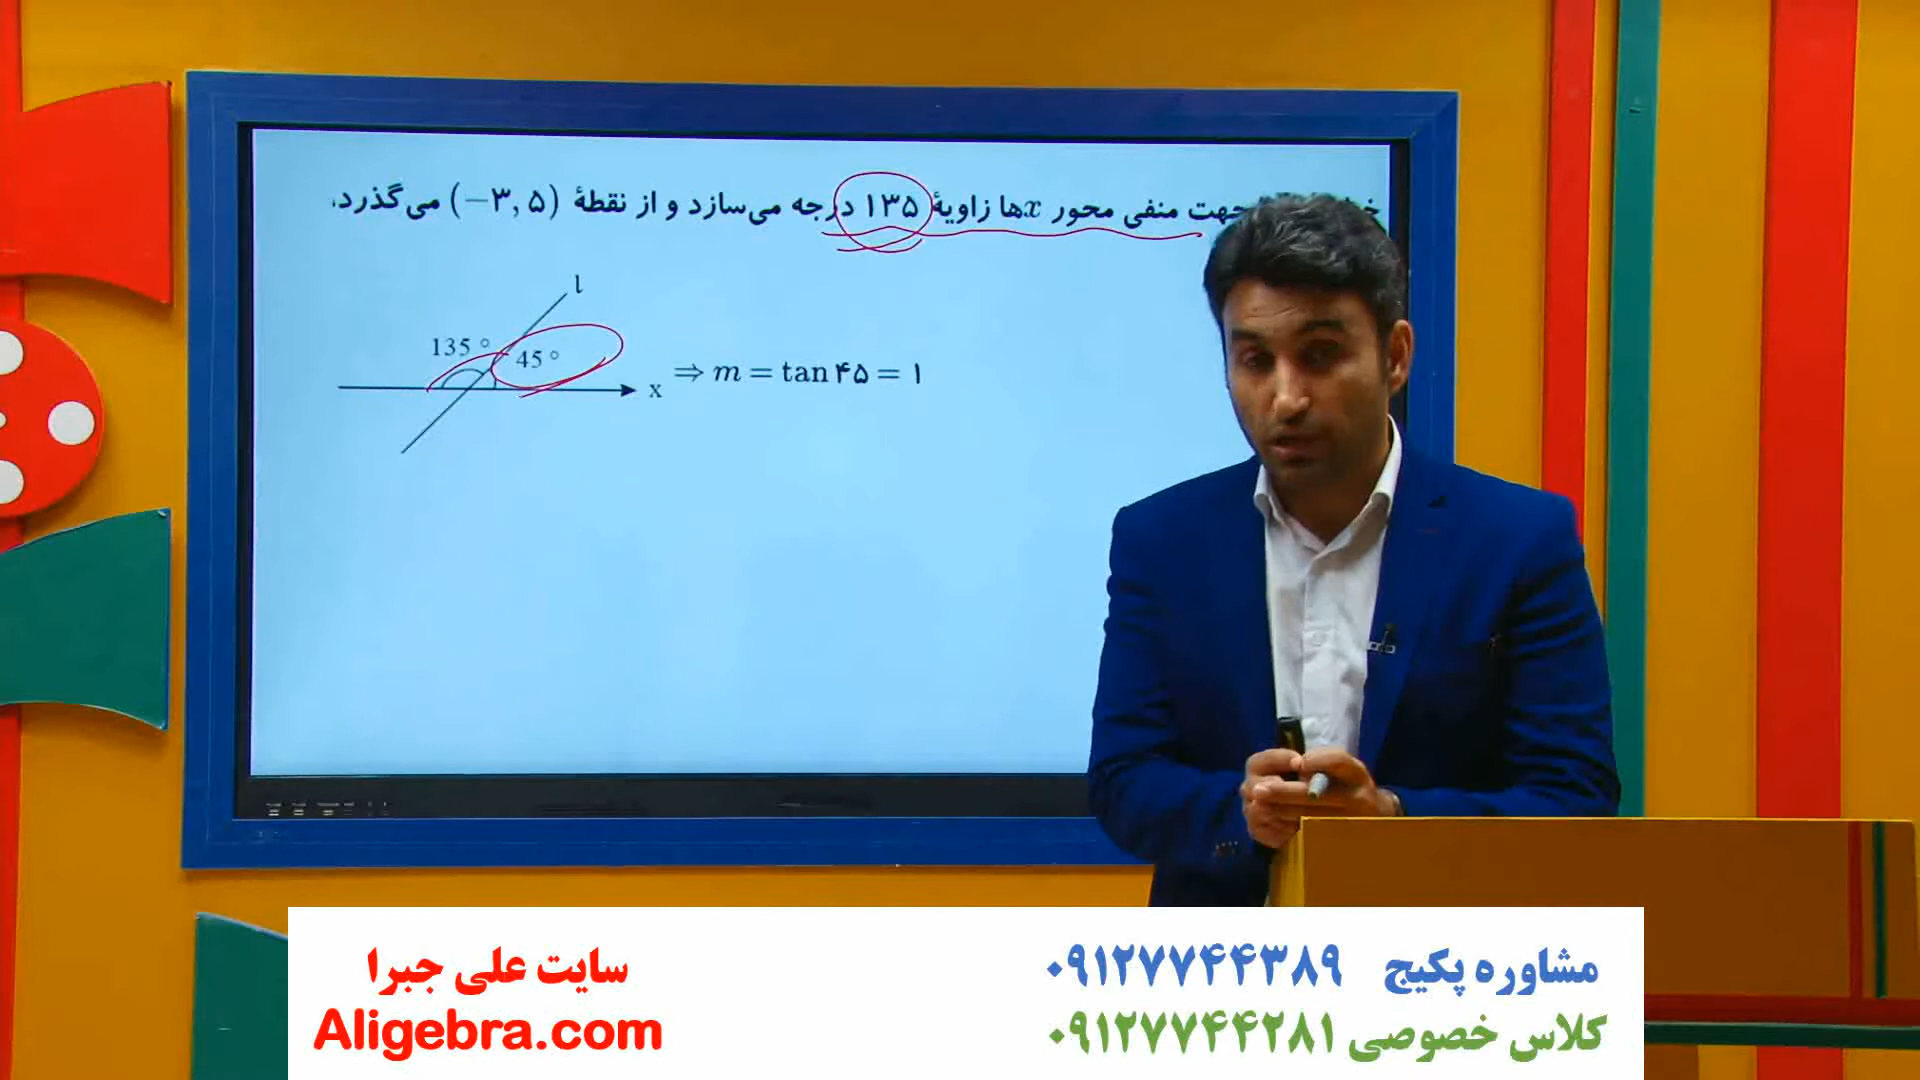 جهت منفی محور xها زاویهٔ ۱۳۵ درجه می‌سازد و از نقطهٔ (−۳, ۵) می‌گذرد.
l
135° 45°
x ⇒ m = tan ۴۵ = ۱
مشاوره پکیج ۰۹۱۲۷۷۴۴۳۸۹
سایت علی جبرا
کلاس خصوصی ۰۹۱۲۷۷۴۴۲۸۱
Aligebra.com